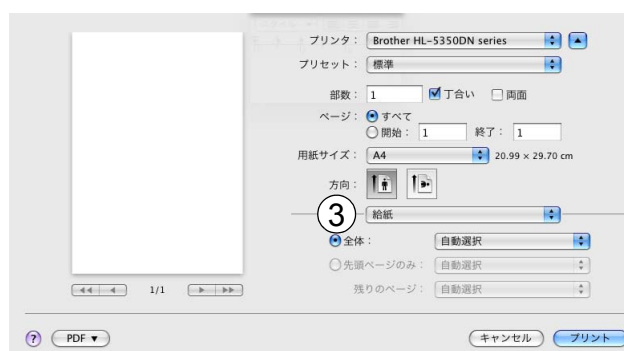 プリンタ： Brother HL-5350DN series
プリセット： 標準
部数： 1 丁合い 両面
ページ： すべて
開始： 1 終了： 1
用紙サイズ： A4 20.99 × 29.70 cm
方向：
3 給紙
全体： 自動選択
先頭ページのみ： 自動選択
残りのページ： 自動選択
1/1
? PDF ▼ キャンセル プリント